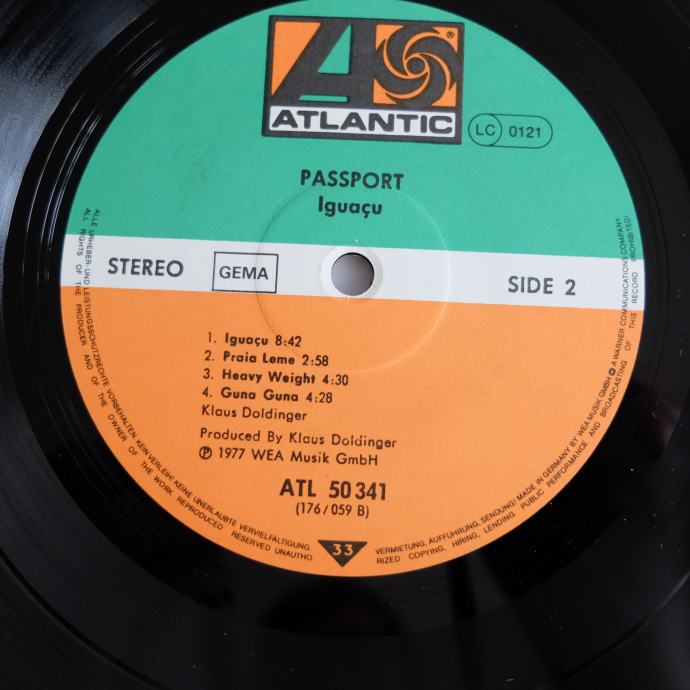 ATLANTIC
®
LC 0121
PASSPORT
Iguaçu
STEREO
GEMA
SIDE 2
1. Iguaçu 8:42
2. Praia Leme 2:58
3. Heavy Weight 4:30
4. Guna Guna 4:28
Klaus Doldinger
Produced By Klaus Doldinger
℗ 1977 WEA Musik GmbH
ATL 50 341
(176/059 B)
33
ALLE URHEBER- UND LEISTUNGSSCHUTZRECHTE VORBEHALTEN. KEIN VERLEIH! KEINE UNERLAUBTE VERVIELFÄLTIGUNG, VERMIETUNG, AUFFÜHRUNG, SENDUNG! MADE IN GERMANY BY WEA MUSIK GMBH A WARNER COMMUNICATIONS COMPANY
ALL RIGHTS OF THE PRODUCER AND OF THE OWNER OF THE WORK REPRODUCED RESERVED UNAUTHORIZED COPYING, HIRING, LENDING, PUBLIC PERFORMANCE AND BROADCASTING OF THIS RECORD PROHIBITED!